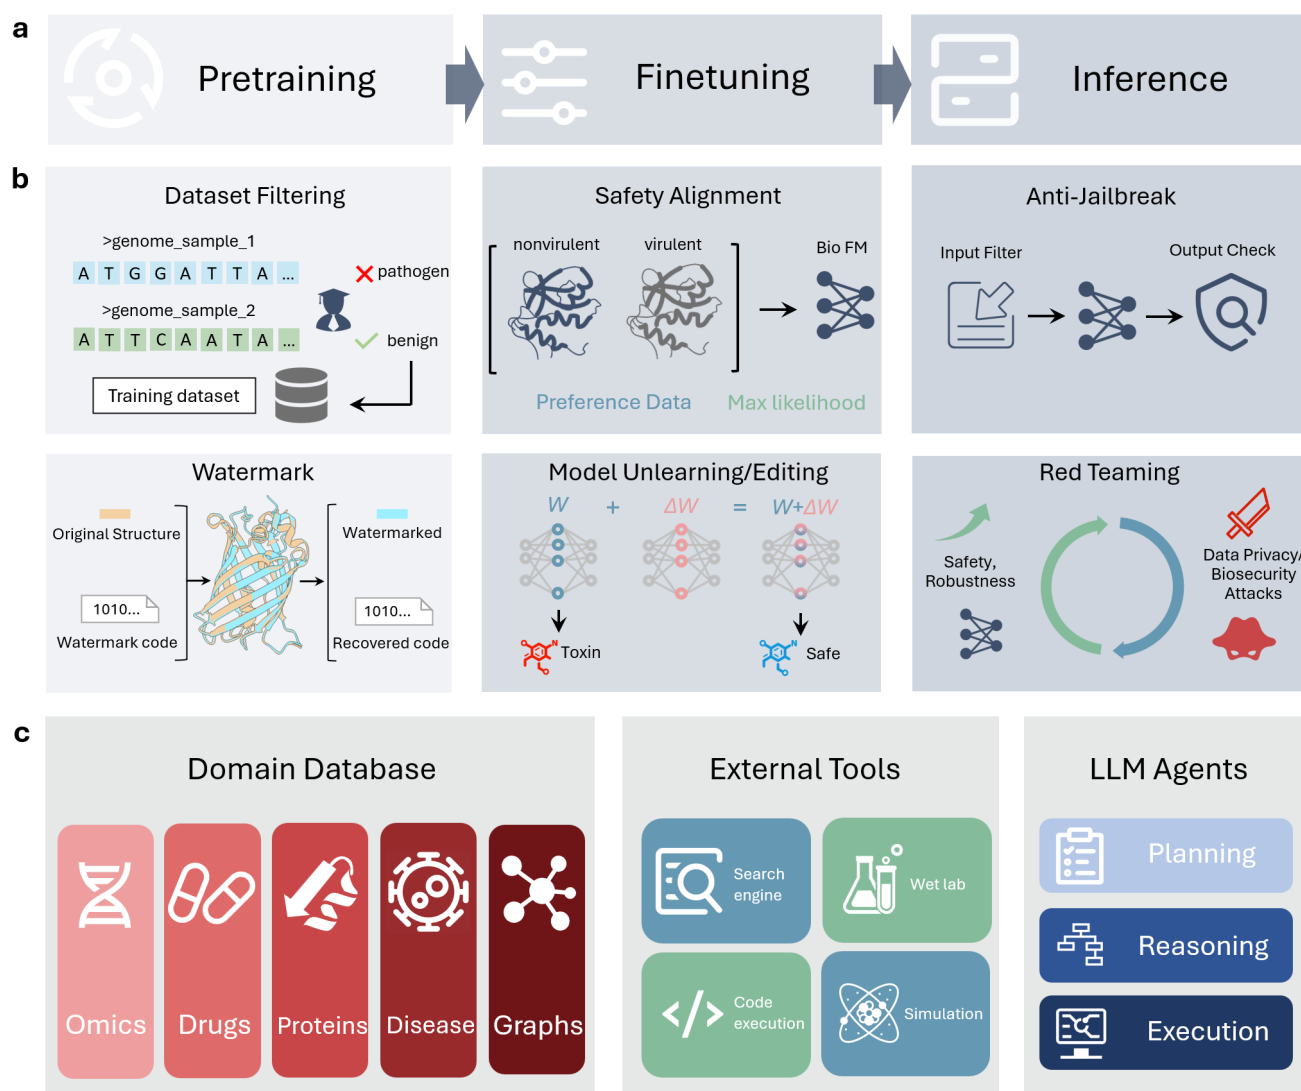 a
Pretraining
Finetuning
Inference
b
Dataset Filtering
>genome_sample_1
A T G G A T T A ...
pathogen
>genome_sample_2
A T T C A A T A ...
benign
Training dataset
Safety Alignment
nonvirulent
virulent
Bio FM
Preference Data
Max likelihood
Anti-Jailbreak
Input Filter
Output Check
Watermark
Original Structure
Watermarked
1010...
1010...
Watermark code
Recovered code
Model Unlearning/Editing
W + ΔW = W+ΔW
Toxin
Safe
N
N
Red Teaming
Safety,
Robustness
Data Privacy/
Biosecurity
Attacks
c
Domain Database
Omics
Drugs
Proteins
Disease
Graphs
External Tools
Search
engine
Wet lab
</>
Code
execution
Simulation
LLM Agents
Planning
Reasoning
Execution